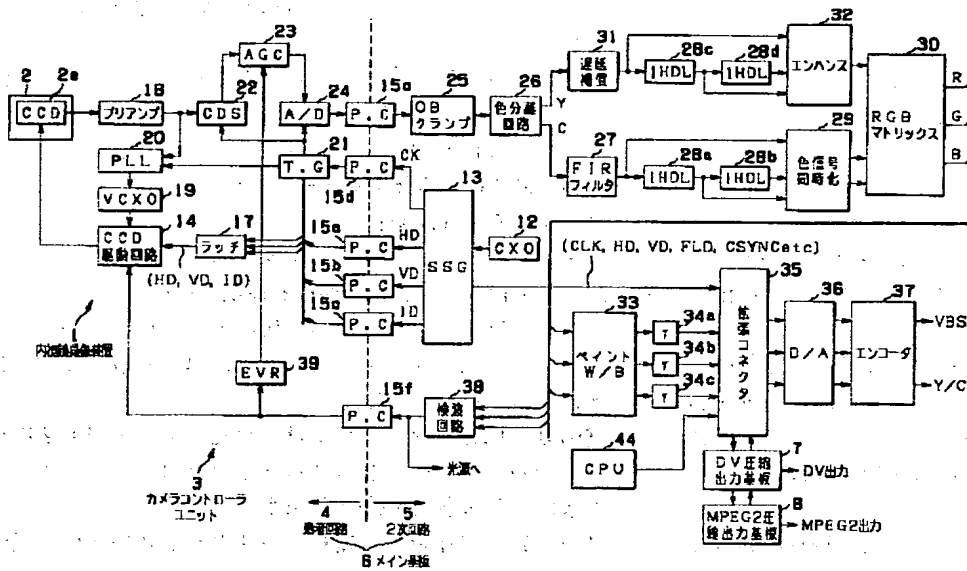 2
2a
CCD
18
プリアンプ
20
PLL
19
VCXO
14
CCD
駆動回路
17
ラッチ
(HD, VD, ID)
1
内視鏡撮像装置
23
AGC
22
CDS
24
A/D
21
T.G
15a
P.C
CK
P.C
15d
15a
P.C
HD
15b
P.C
VD
P.C
ID
13
SSG
12
CXO
25
OB
クランプ
26
色分離
回路
Y
C
31
遅延
補置
28c
1HDL
28d
1HDL
32
エンハンス
27
FIR
フィルタ
28a
1HDL
28b
1HDL
29
色信号
同時化
30
RGB
マトリックス
R
G
B
(CLK, HD, VD, FLD, CSYNCetc)
33
ペイント
W/B
34a
γ
34b
γ
34c
γ
35
拡張コネクタ
36
D/A
37
エンコーダ
VBS
Y/C
39
EVR
15f
P.C
38
検波
回路
光源へ
44
CPU
7
DV圧縮
出力基板
DV出力
8
MPEG2圧
縮出力基板
MPEG2出力
3
カメラコントローラ
ユニット
4
患者回路
5
2次回路
6 メイン基板